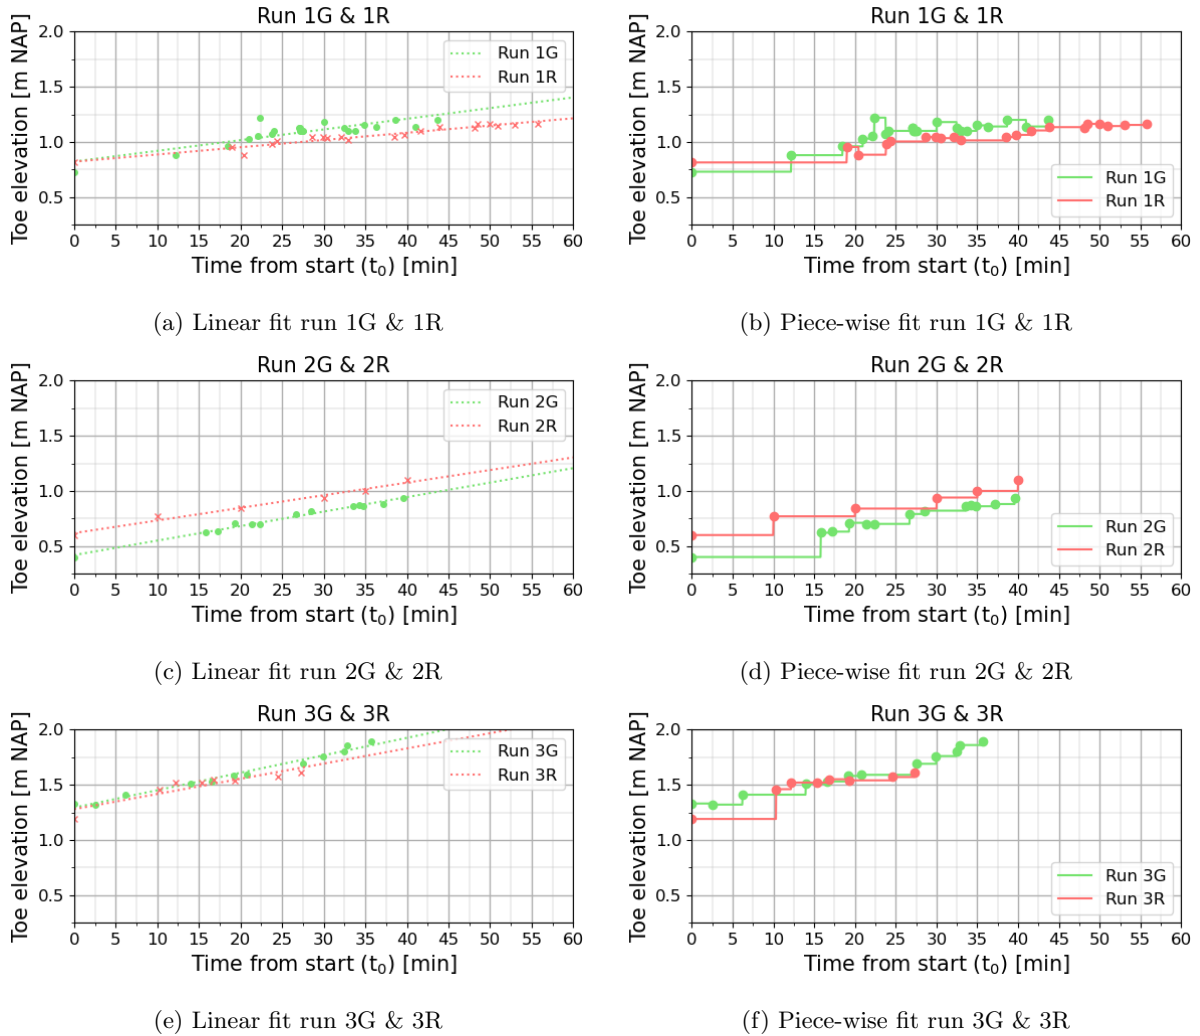 Run 1G & 1R
Toe elevation [m NAP]
2.0
1.5
1.0
0.5
Run 1G
Run 1R
0 5 10 15 20 25 30 35 40 45 50 55 60
Time from start (t0) [min]
(a) Linear fit run 1G & 1R
Run 1G & 1R
Toe elevation [m NAP]
2.0
1.5
1.0
0.5
Run 1G
Run 1R
0 5 10 15 20 25 30 35 40 45 50 55 60
Time from start (t0) [min]
(b) Piece-wise fit run 1G & 1R
Run 2G & 2R
Toe elevation [m NAP]
2.0
1.5
1.0
0.5
Run 2G
Run 2R
0 5 10 15 20 25 30 35 40 45 50 55 60
Time from start (t0) [min]
(c) Linear fit run 2G & 2R
Run 2G & 2R
Toe elevation [m NAP]
2.0
1.5
1.0
0.5
Run 2G
Run 2R
0 5 10 15 20 25 30 35 40 45 50 55 60
Time from start (t0) [min]
(d) Piece-wise fit run 2G & 2R
Run 3G & 3R
Toe elevation [m NAP]
2.0
1.5
1.0
0.5
Run 3G
Run 3R
0 5 10 15 20 25 30 35 40 45 50 55 60
Time from start (t0) [min]
(e) Linear fit run 3G & 3R
Run 3G & 3R
Toe elevation [m NAP]
2.0
1.5
1.0
0.5
Run 3G
Run 3R
0 5 10 15 20 25 30 35 40 45 50 55 60
Time from start (t0) [min]
(f) Piece-wise fit run 3G & 3R